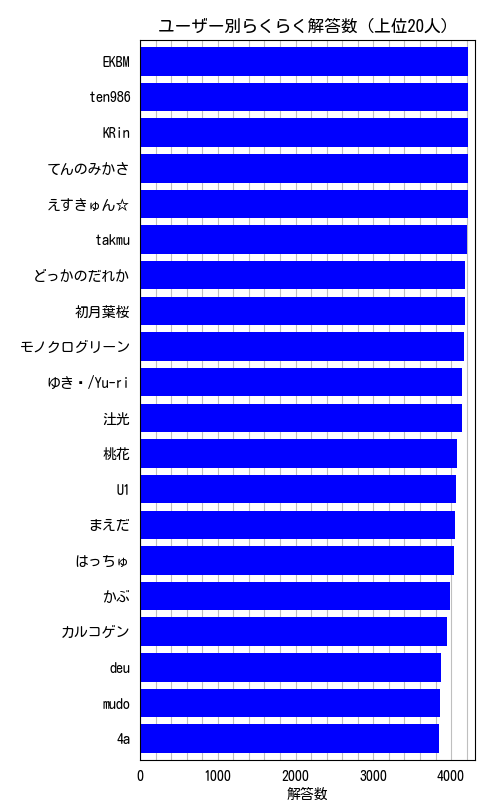 ユーザー別らくらく解答数（上位20人）
EKBM
ten986
KRin
てんのみかさ
えすきゅん☆
takmu
どっかのだれか
初月葉桜
モノクログリーン
ゆき・/Yu-ri
汢光
桃花
U1
まえだ
はっちゅ
かぶ
カルコゲン
deu
mudo
4a
0 1000 2000 3000 4000
解答数